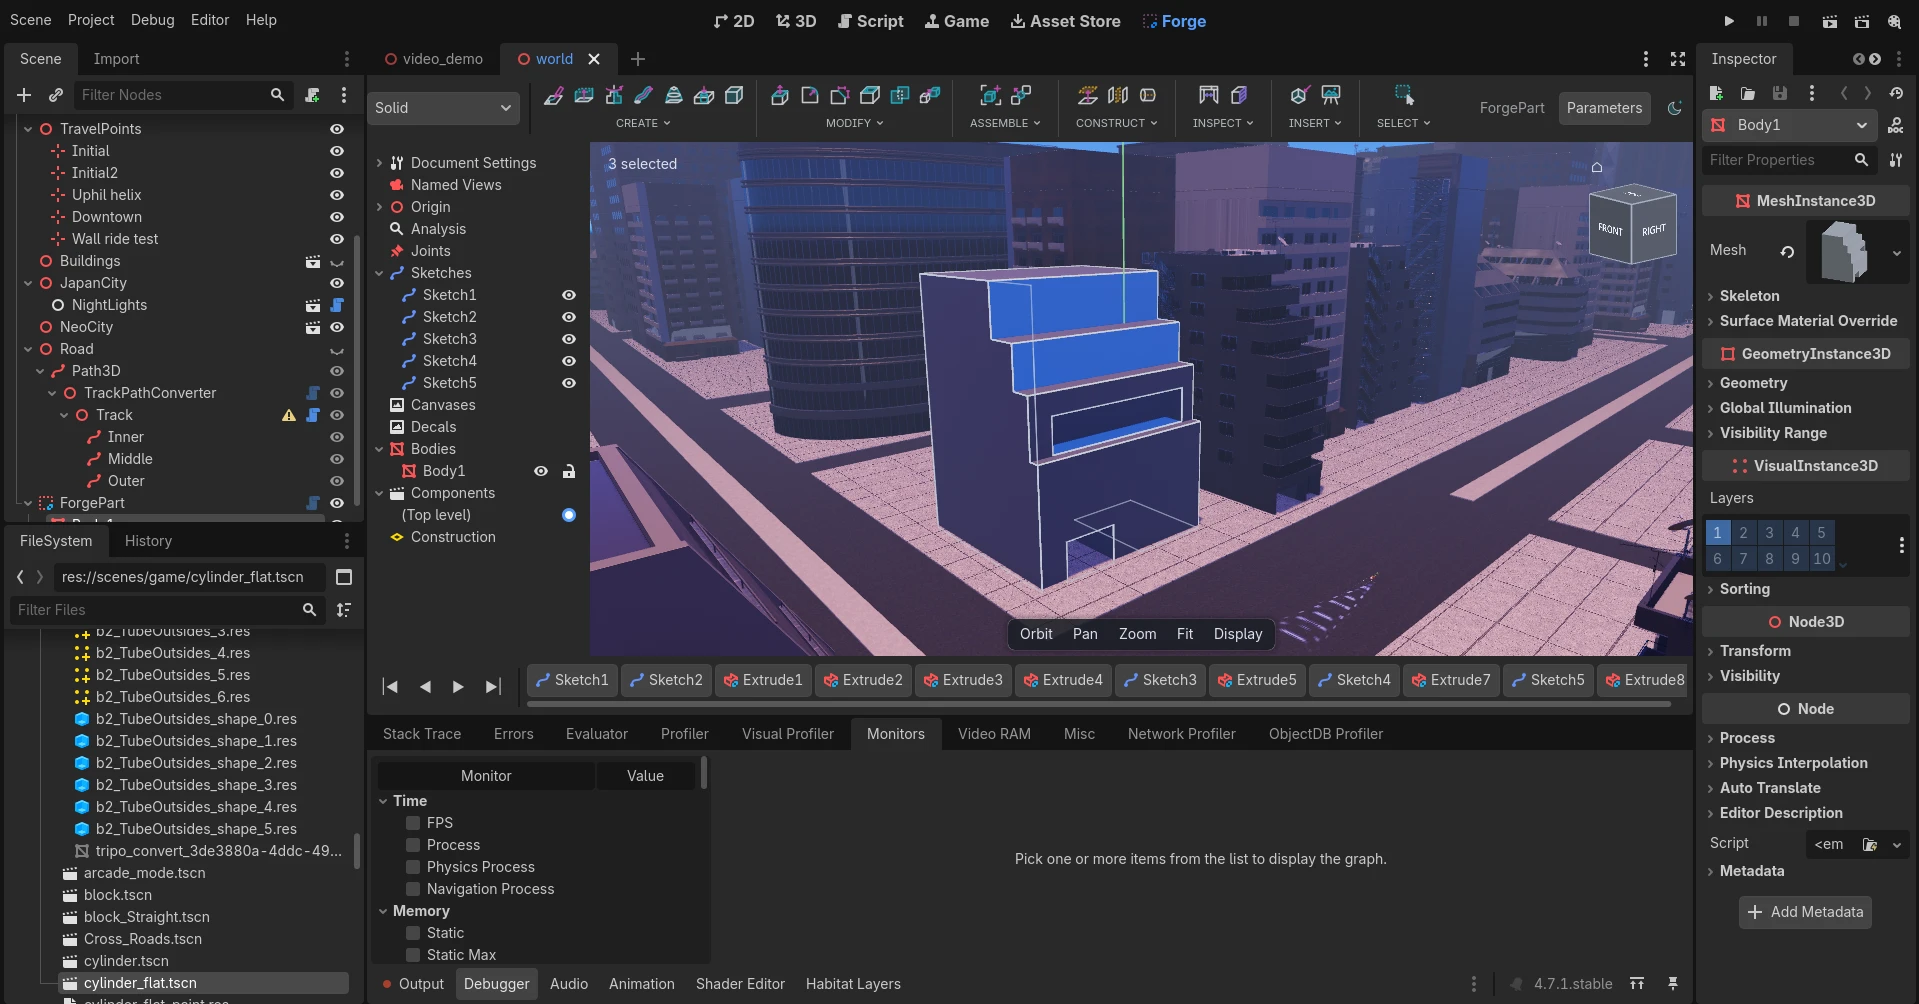 Scene Project Debug Editor Help
2D 3D Script Game Asset Store Forge
Scene Import
Filter Nodes
TravelPoints
Initial
Initial2
Uphil helix
Downtown
Wall ride test
Buildings
JapanCity
NightLights
NeoCity
Road
Path3D
TrackPathConverter
Track
Inner
Middle
Outer
ForgePart
FileSystem History
res://scenes/game/cylinder_flat.tscn
Filter Files
b2_TubeOutsides_3.res
b2_TubeOutsides_4.res
b2_TubeOutsides_5.res
b2_TubeOutsides_6.res
b2_TubeOutsides_shape_0.res
b2_TubeOutsides_shape_1.res
b2_TubeOutsides_shape_2.res
b2_TubeOutsides_shape_3.res
b2_TubeOutsides_shape_4.res
b2_TubeOutsides_shape_5.res
tripo_convert_3de3880a-4ddc-49...
arcade_mode.tscn
block.tscn
block_Straight.tscn
Cross_Roads.tscn
cylinder.tscn
cylinder_flat.tscn
video_demo world
Solid
CREATE MODIFY ASSEMBLE CONSTRUCT INSPECT INSERT SELECT
ForgePart Parameters
Document Settings
Named Views
Origin
Analysis
Joints
Sketches
Sketch1
Sketch2
Sketch3
Sketch4
Sketch5
Canvases
Decals
Bodies
Body1
Components
(Top level)
Construction
3 selected
FRONT RIGHT
Orbit Pan Zoom Fit Display
Sketch1 Sketch2 Extrude1 Extrude2 Extrude3 Extrude4 Sketch3 Extrude5 Sketch4 Extrude7 Sketch5 Extrude8
Stack Trace Errors Evaluator Profiler Visual Profiler Monitors Video RAM Misc Network Profiler ObjectDB Profiler
Monitor Value
Time
FPS
Process
Physics Process
Navigation Process
Memory
Static
Static Max
Pick one or more items from the list to display the graph.
Output Debugger Audio Animation Shader Editor Habitat Layers
4.7.1.stable
Inspector
Body1
DOC
Filter Properties
MeshInstance3D
Mesh
Skeleton
Surface Material Override
GeometryInstance3D
Geometry
Global Illumination
Visibility Range
VisualInstance3D
Layers
1 2 3 4 5
6 7 8 9 10
Sorting
Node3D
Transform
Visibility
Node
Process
Physics Interpolation
Auto Translate
Editor Description
Script <em
Metadata
Add Metadata